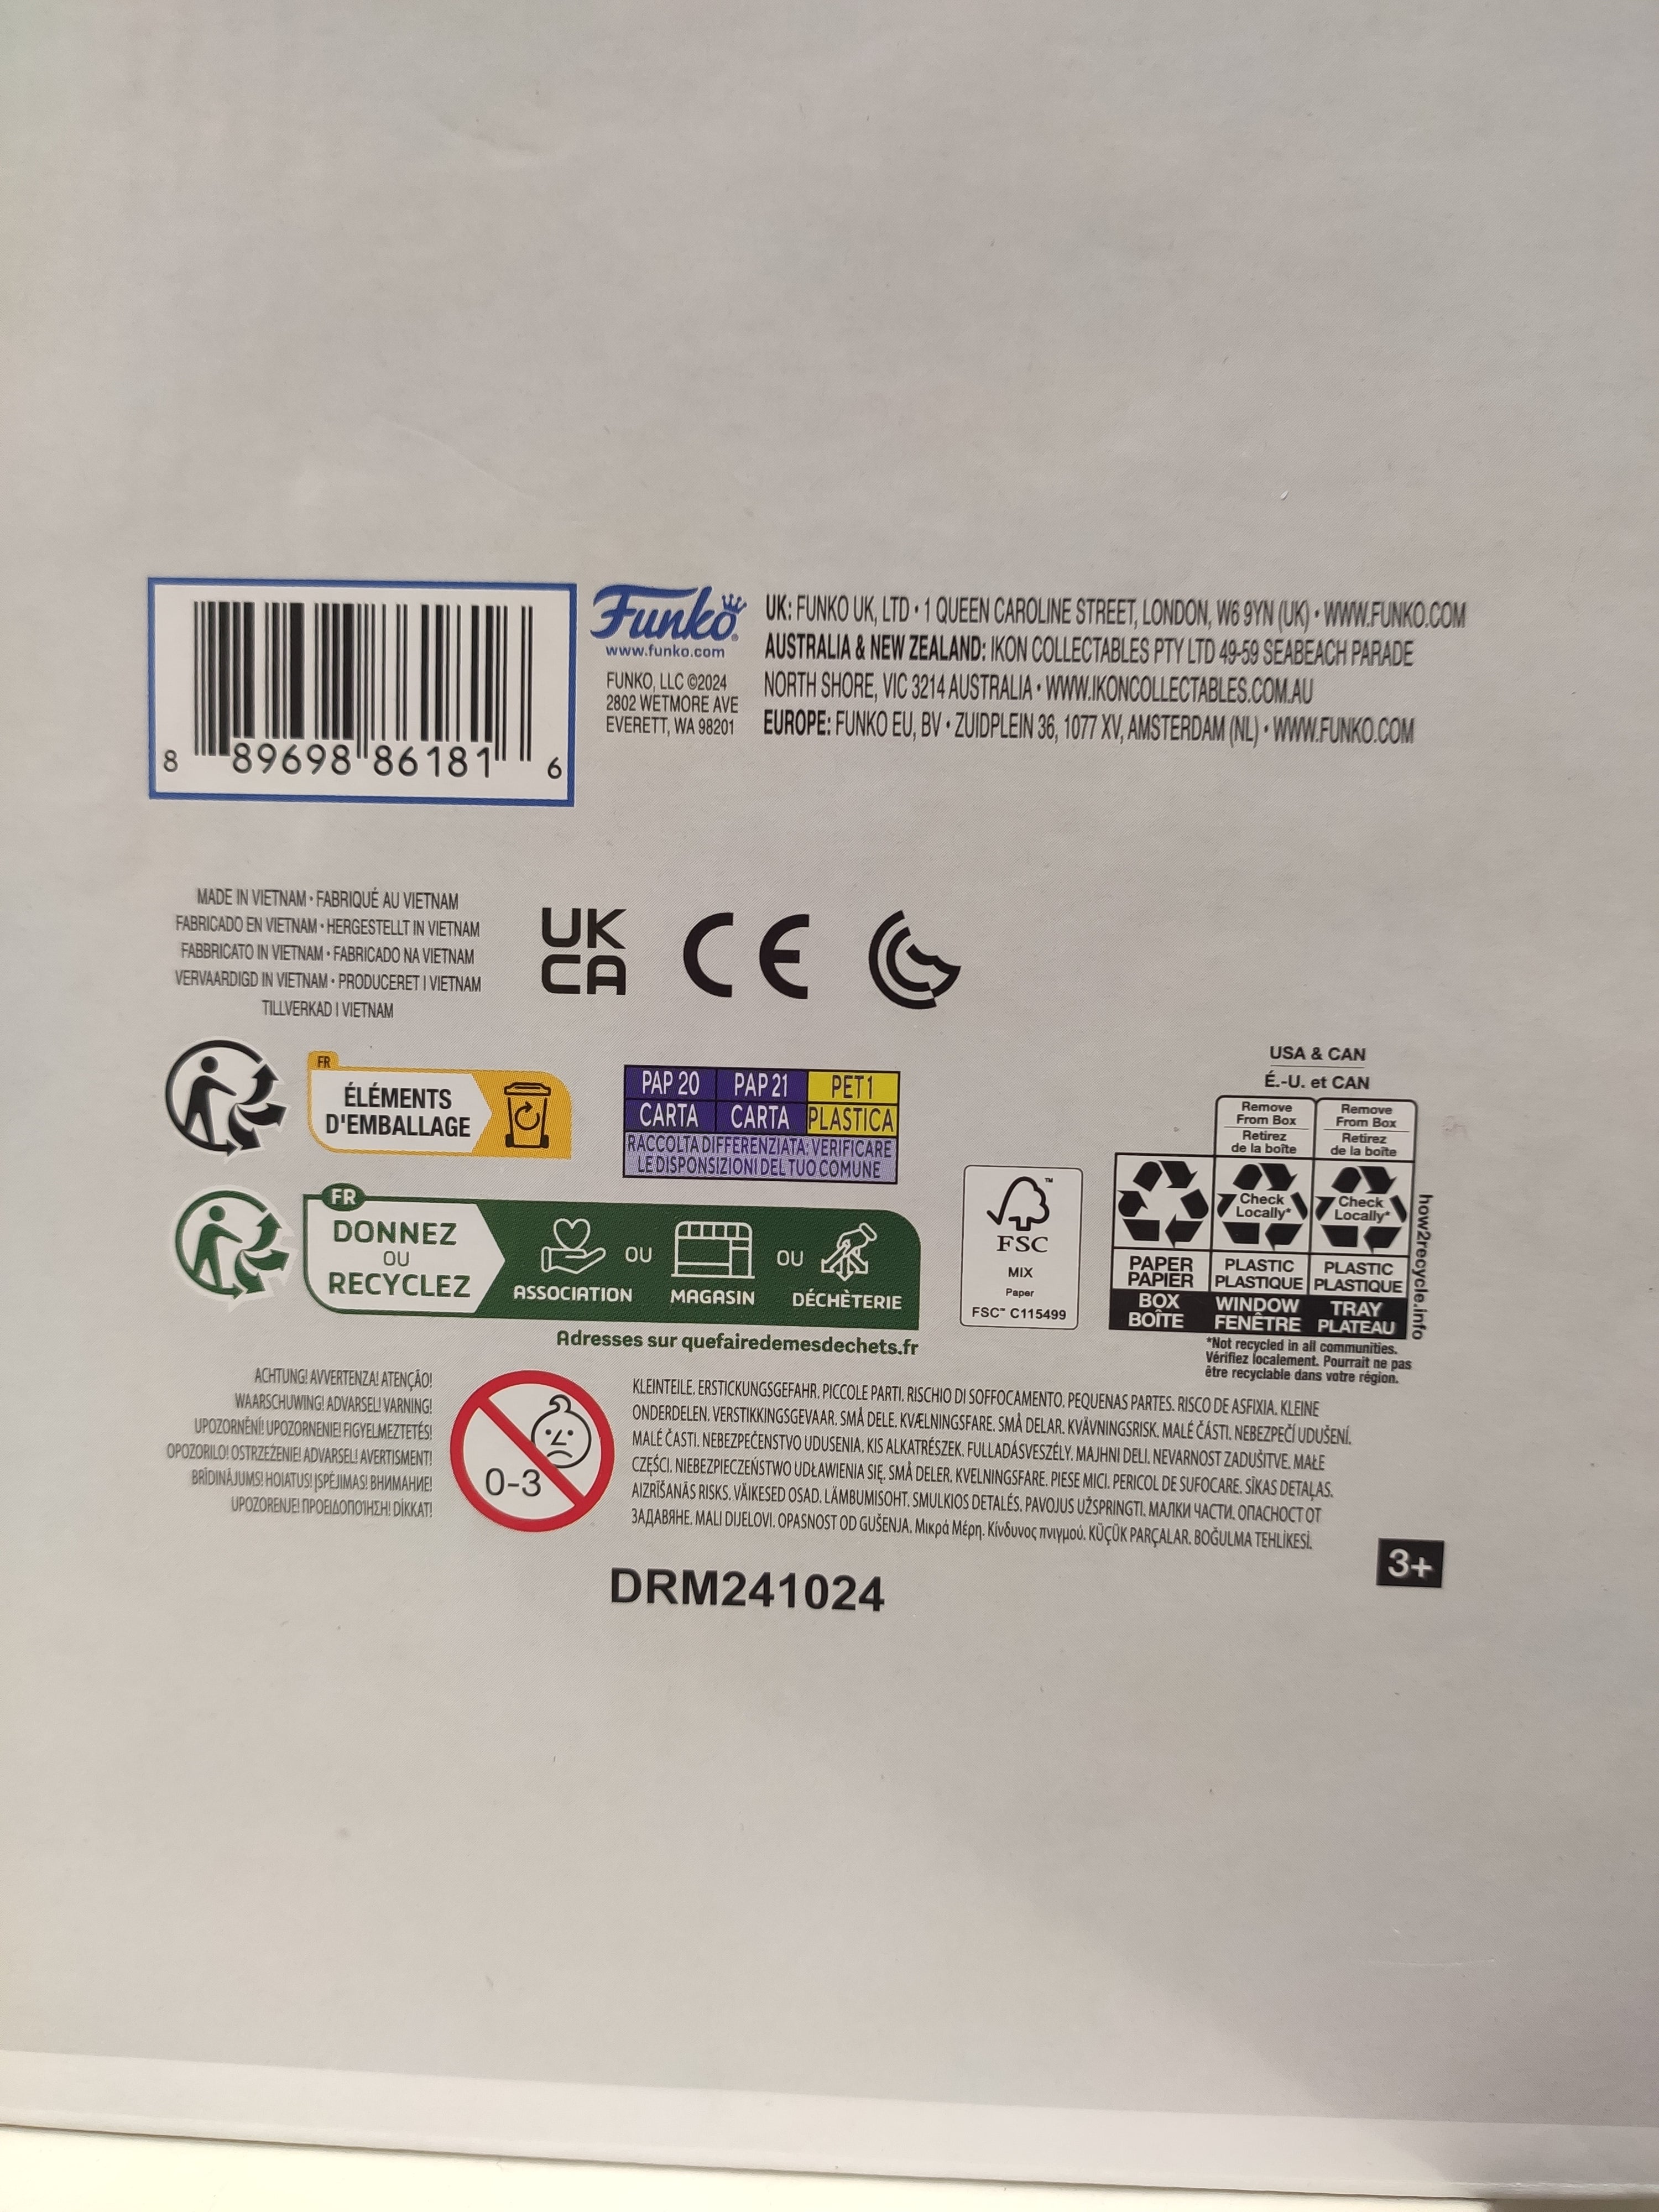 8 89698 86181 6
Funko
www.funko.com
FUNKO, LLC ©2024
2802 WETMORE AVE
EVERETT, WA 98201
UK: FUNKO UK, LTD • 1 QUEEN CAROLINE STREET, LONDON, W6 9YN (UK) • WWW.FUNKO.COM
AUSTRALIA & NEW ZEALAND: IKON COLLECTABLES PTY LTD 49-59 SEABEACH PARADE
NORTH SHORE, VIC 3214 AUSTRALIA • WWW.IKONCOLLECTABLES.COM.AU
EUROPE: FUNKO EU, BV • ZUIDPLEIN 36, 1077 XV, AMSTERDAM (NL) • WWW.FUNKO.COM
MADE IN VIETNAM • FABRIQUÉ AU VIETNAM
FABRICADO EN VIETNAM • HERGESTELLT IN VIETNAM
FABBRICATO IN VIETNAM • FABRICADO NA VIETNAM
VERVAARDIGD IN VIETNAM • PRODUCERET I VIETNAM
TILLVERKAD I VIETNAM
UK
CA
CE
FR
ÉLÉMENTS
D'EMBALLAGE
PAP 20 PAP 21 PET 1
CARTA CARTA PLASTICA
RACCOLTA DIFFERENZIATA: VERIFICARE
LE DISPONSIZIONI DEL TUO COMUNE
FR
DONNEZ
OU
RECYCLEZ
ASSOCIATION OU MAGASIN OU DÉCHÈTERIE
Adresses sur quefairedemesdechets.fr
FSC™
MIX
Paper
FSC™ C115499
USA & CAN
É.-U. et CAN
Remove From Box Remove From Box
Retirez de la boîte Retirez de la boîte
Check Locally* Check Locally*
PAPER PLASTIC PLASTIC
PAPIER PLASTIQUE PLASTIQUE
BOX WINDOW TRAY
BOÎTE FENÊTRE PLATEAU
how2recycle.info
*Not recycled in all communities.
Vérifiez localement. Pourrait ne pas
être recyclable dans votre région.
ACHTUNG! AVVERTENZA! ATENÇÃO!
WAARSCHUWING! ADVARSEL! VARNING!
UPOZORNĚNÍ! UPOZORNENIE! FIGYELMEZTETÉS!
OPOZORILO! OSTRZEŻENIE! ADVARSEL! AVERTISMENT!
BRĪDINĀJUMS! HOIATUS! ĮSPĖJIMAS! ВНИМАНИЕ!
UPOZORENJE! ΠΡΟΕΙΔΟΠΟΊΗΣΗ! DİKKAT!
0-3
KLEINTEILE. ERSTICKUNGSGEFAHR. PICCOLE PARTI. RISCHIO DI SOFFOCAMENTO. PEQUENAS PARTES. RISCO DE ASFIXIA. KLEINE
ONDERDELEN. VERSTIKKINGSGEVAAR. SMÅ DELE. KVÆLNINGSFARE. SMÅ DELAR. KVÄVNINGSRISK. MALÉ ČÁSTI. NEBEZPEČÍ UDUŠENÍ.
MALÉ ČASTI. NEBEZPEČENSTVO UDUSENIA. KIS ALKATRÉSZEK. FULLADÁSVESZÉLY. MAJHNI DELI. NEVARNOST ZADUŠITVE. MAŁE
CZĘŚCI. NIEBEZPIECZEŃSTWO UDŁAWIENIA SIĘ. SMÅ DELER. KVELNINGSFARE. PIESE MICI. PERICOL DE SUFOCARE. SĪKAS DETAĻAS.
AIZRĪŠANĀS RISKS. VÄIKESED OSAD. LÄMBUMISOHT. SMULKIOS DETALĖS. PAVOJUS UŽSPRINGTI. МАЛКИ ЧАСТИ. ОПАСНОСТ ОТ
ЗАДАВЯНЕ. MALI DIJELOVI. OPASNOST OD GUŠENJA. Μικρά Μέρη. Κίνδυνος πνιγμού. KÜÇÜK PARÇALAR. BOĞULMA TEHLİKESİ.
3+
DRM241024